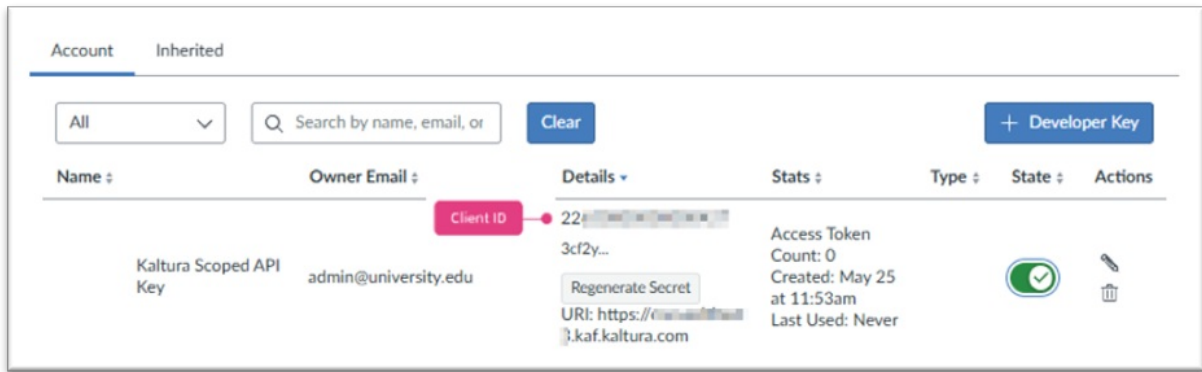 Account Inherited
All Search by name, email, or Clear + Developer Key
Name Owner Email Details Stats Type State Actions
Client ID
22
3cf2y...
Kaltura Scoped API
Key
admin@university.edu
Regenerate Secret
URI: https://
.kaf.kaltura.com
Access Token
Count: 0
Created: May 25
at 11:53am
Last Used: Never